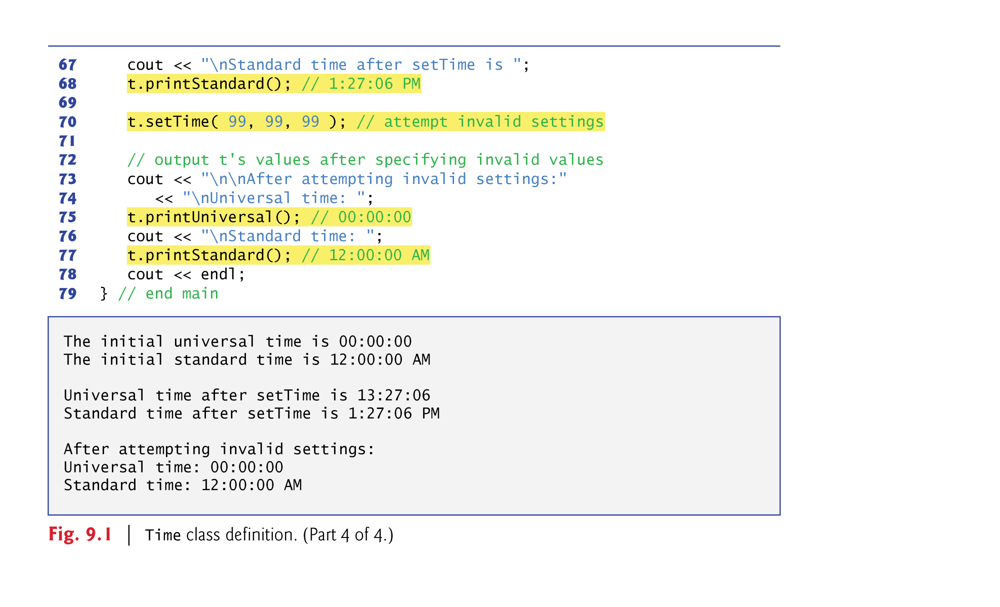 67 cout << "\nStandard time after setTime is ";
68 t.printStandard(); // 1:27:06 PM
69
70 t.setTime( 99, 99, 99 ); // attempt invalid settings
71
72 // output t's values after specifying invalid values
73 cout << "\n\nAfter attempting invalid settings:"
74 << "\nUniversal time: ";
75 t.printUniversal(); // 00:00:00
76 cout << "\nStandard time: ";
77 t.printStandard(); // 12:00:00 AM
78 cout << endl;
79 } // end main
The initial universal time is 00:00:00
The initial standard time is 12:00:00 AM
Universal time after setTime is 13:27:06
Standard time after setTime is 1:27:06 PM
After attempting invalid settings:
Universal time: 00:00:00
Standard time: 12:00:00 AM
Fig. 9.1 | Time class definition. (Part 4 of 4.)